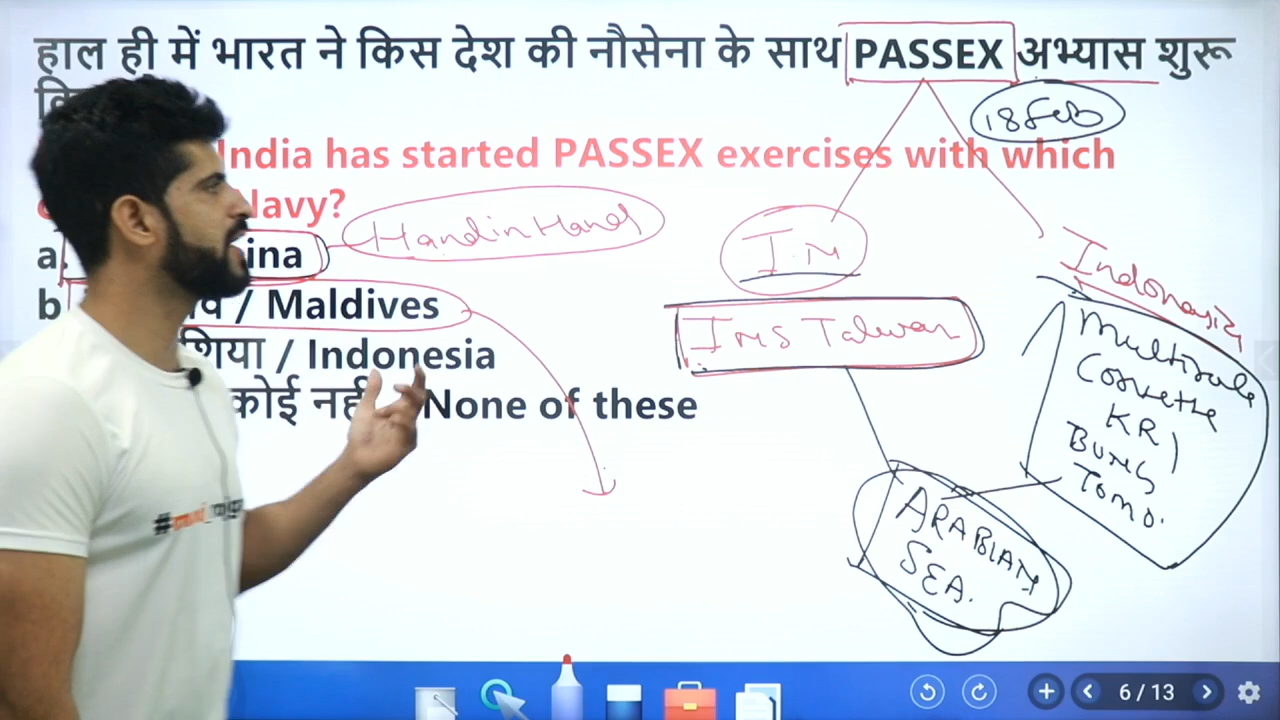 हाल ही में भारत ने किस देश की नौसेना के साथ PASSEX अभ्यास शुरू
18 Feb
India has started PASSEX exercises with which
Navy?
Hand in Hand
a. ina
I.N
Indonesia
b / Maldives
INS Talwar
Multirole
शिया / Indonesia
Corvette
KRI
कोई नहीं None of these
Bung
Tomo.
ARABIAN
SEA.
6 / 13